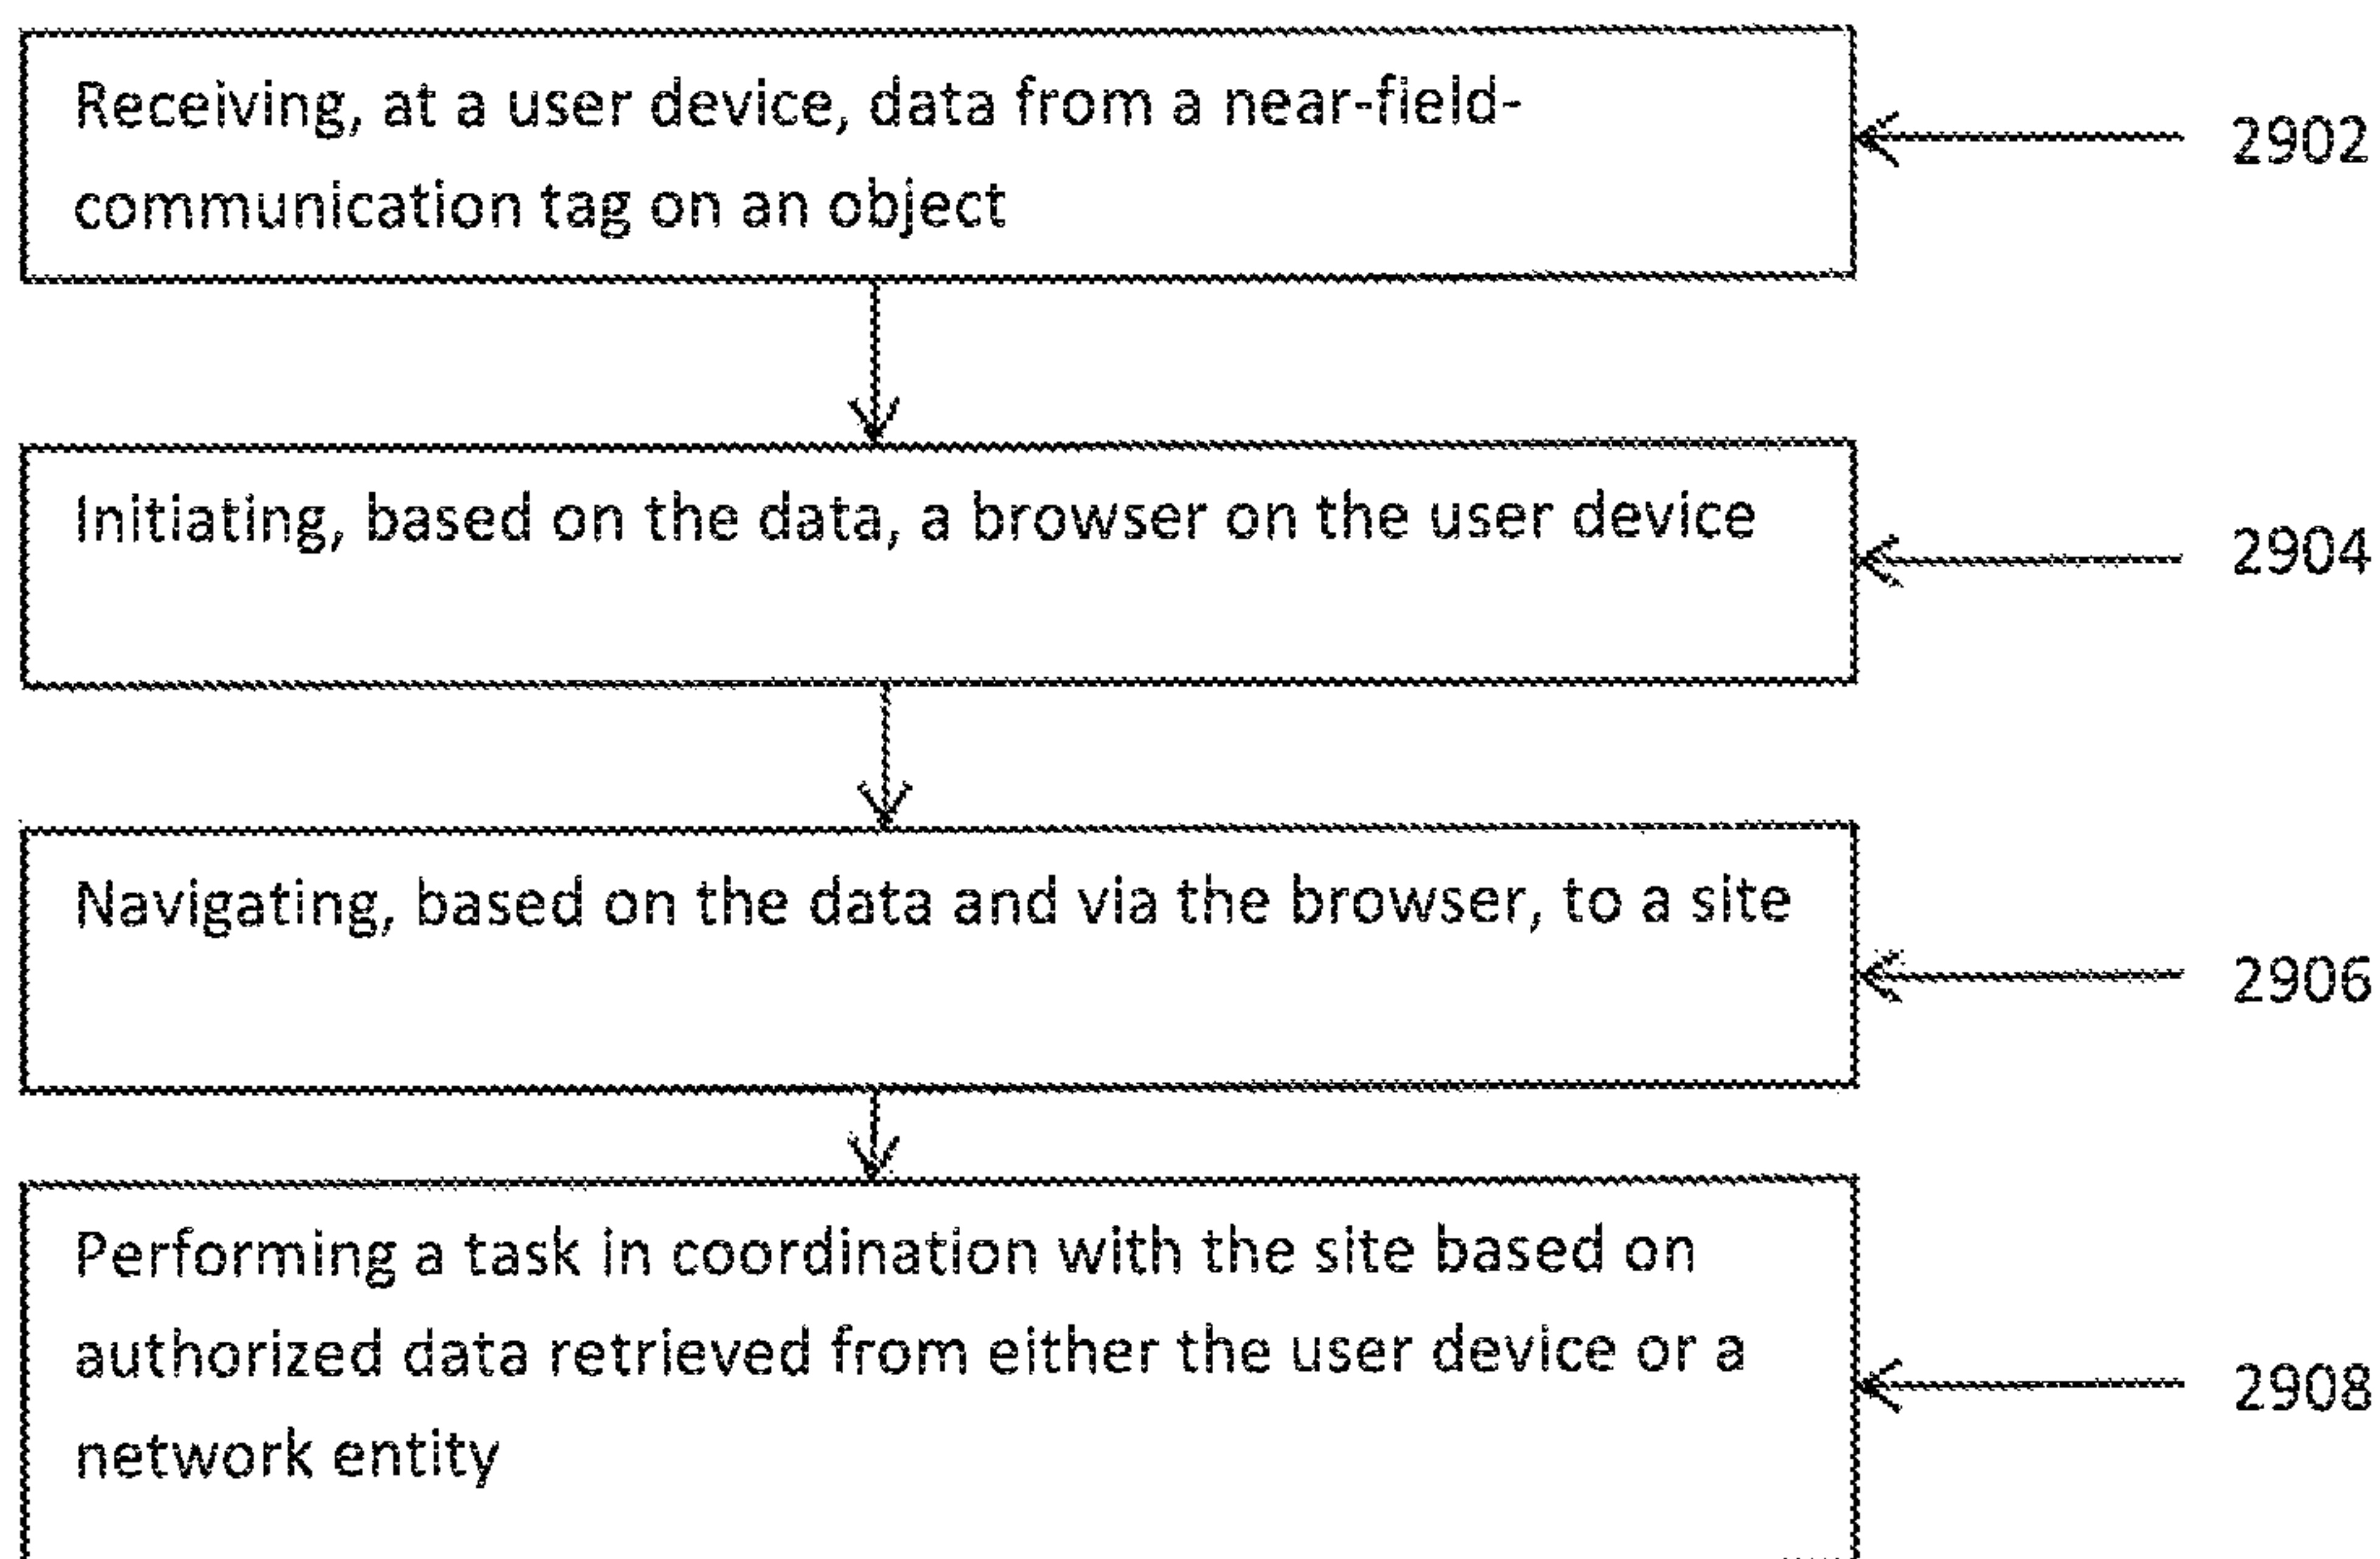 Receiving, at a user device, data from a near-field-
communication tag on an object
2902
Initiating, based on the data, a browser on the user device
2904
Navigating, based on the data and via the browser, to a site
2906
Performing a task in coordination with the site based on
authorized data retrieved from either the user device or a
network entity
2908